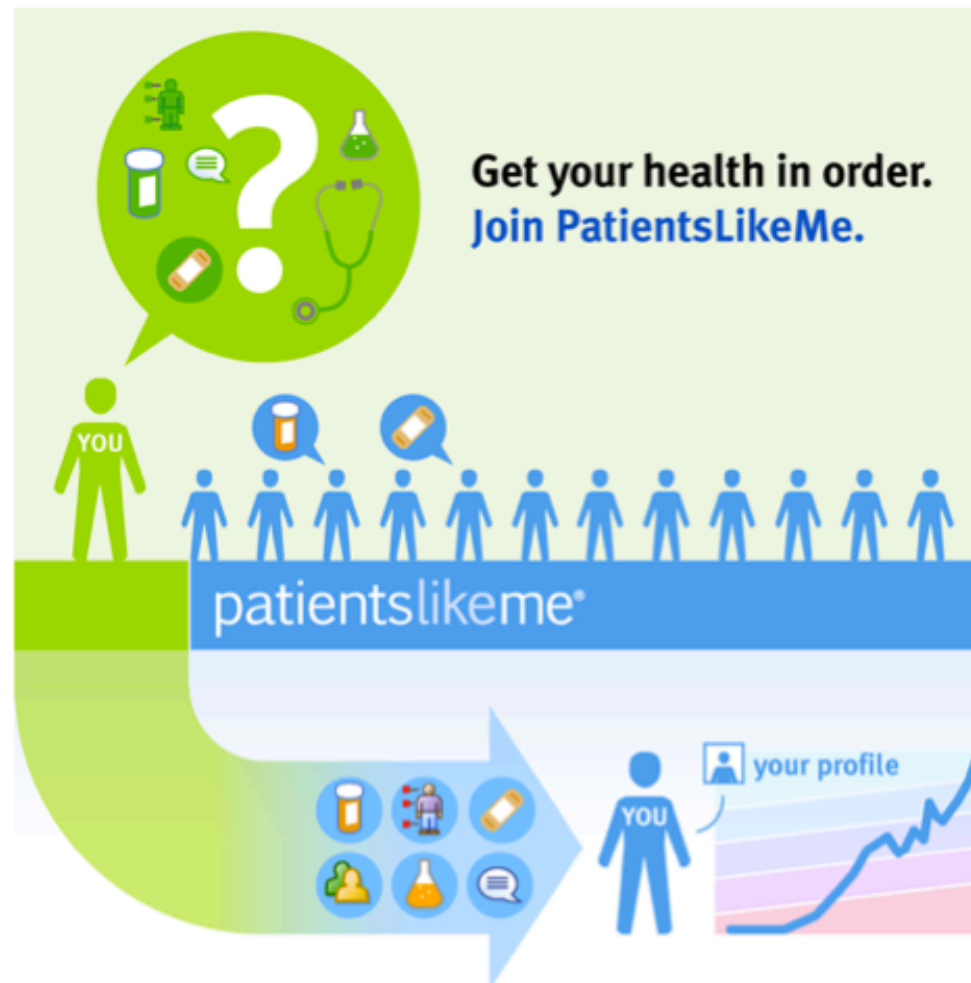 Get your health in order.
Join PatientsLikeMe.
YOU
patientslikeme®
your profile
YOU